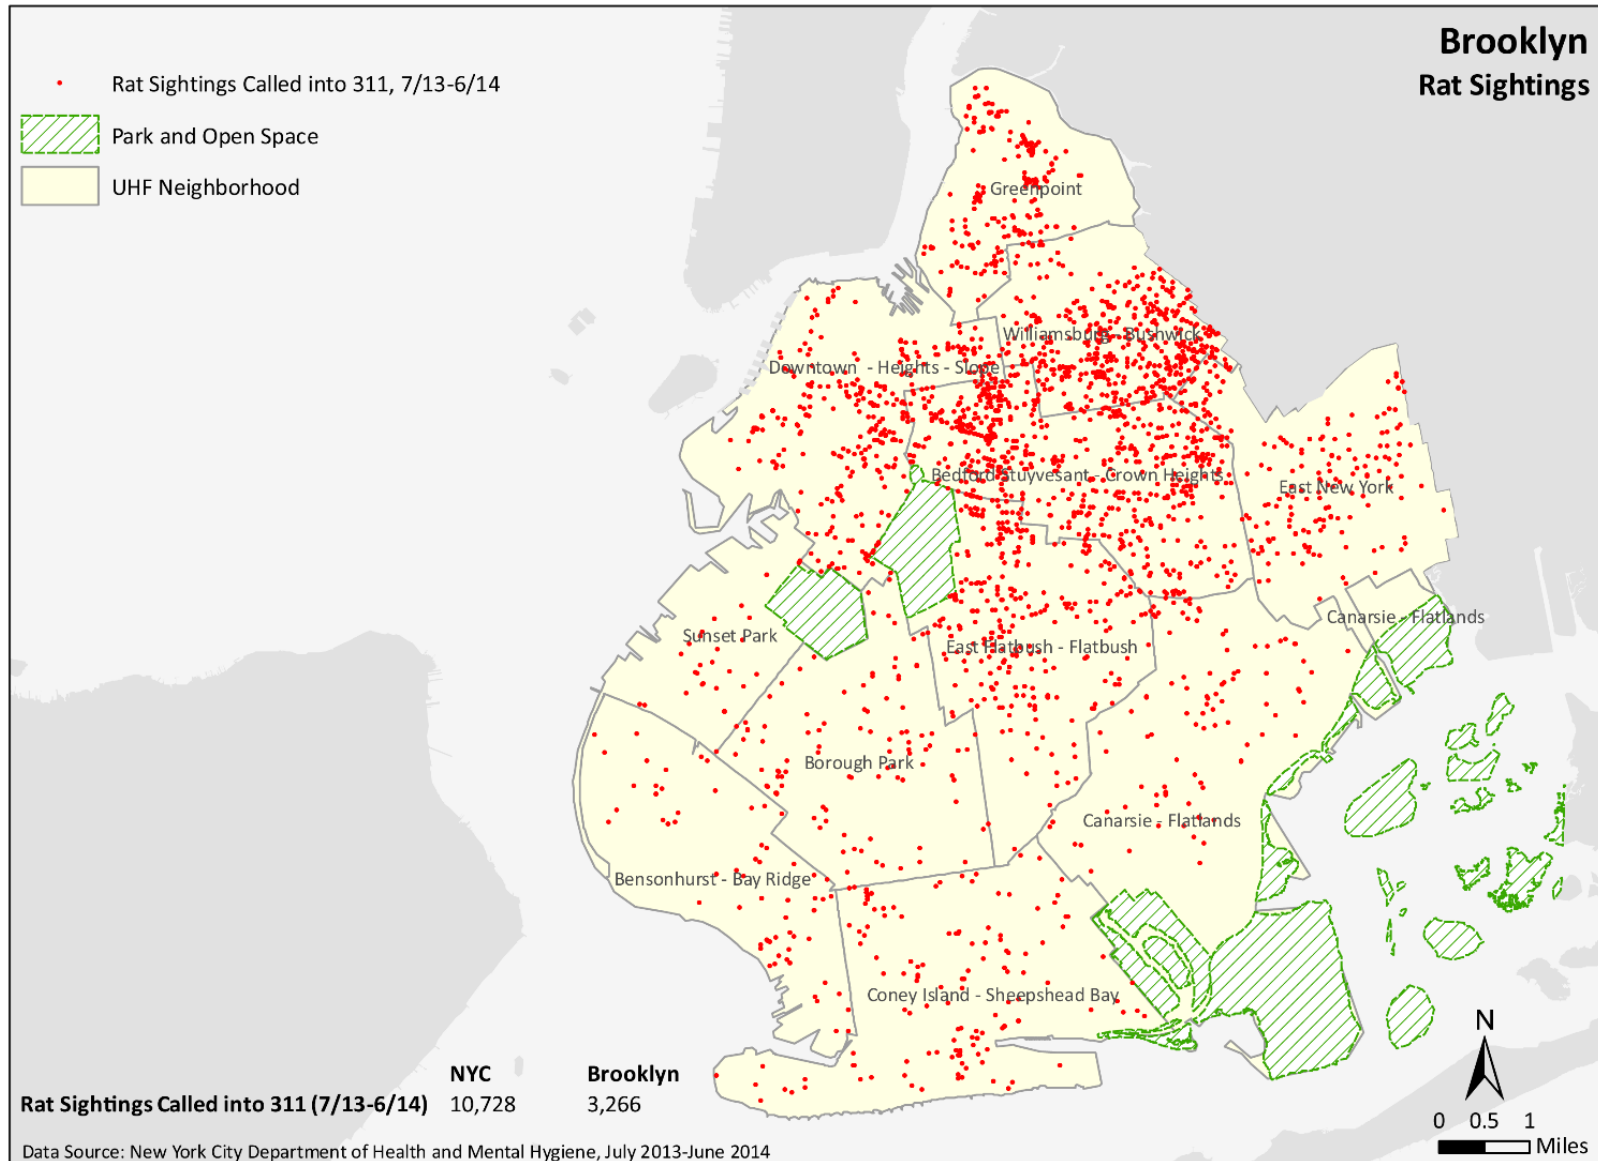 Brooklyn
Rat Sightings
Rat Sightings Called into 311, 7/13-6/14
Park and Open Space
UHF Neighborhood
Greenpoint
Williamsburg - Bushwick
Downtown - Heights - Slope
Bedford Stuyvesant - Crown Heights
East New York
Canarsie - Flatlands
Sunset Park
East Flatbush - Flatbush
Borough Park
Canarsie - Flatlands
Bensonhurst - Bay Ridge
Coney Island - Sheepshead Bay
N
NYC Brooklyn
Rat Sightings Called into 311 (7/13-6/14) 10,728 3,266
0 0.5 1
Miles
Data Source: New York City Department of Health and Mental Hygiene, July 2013-June 2014